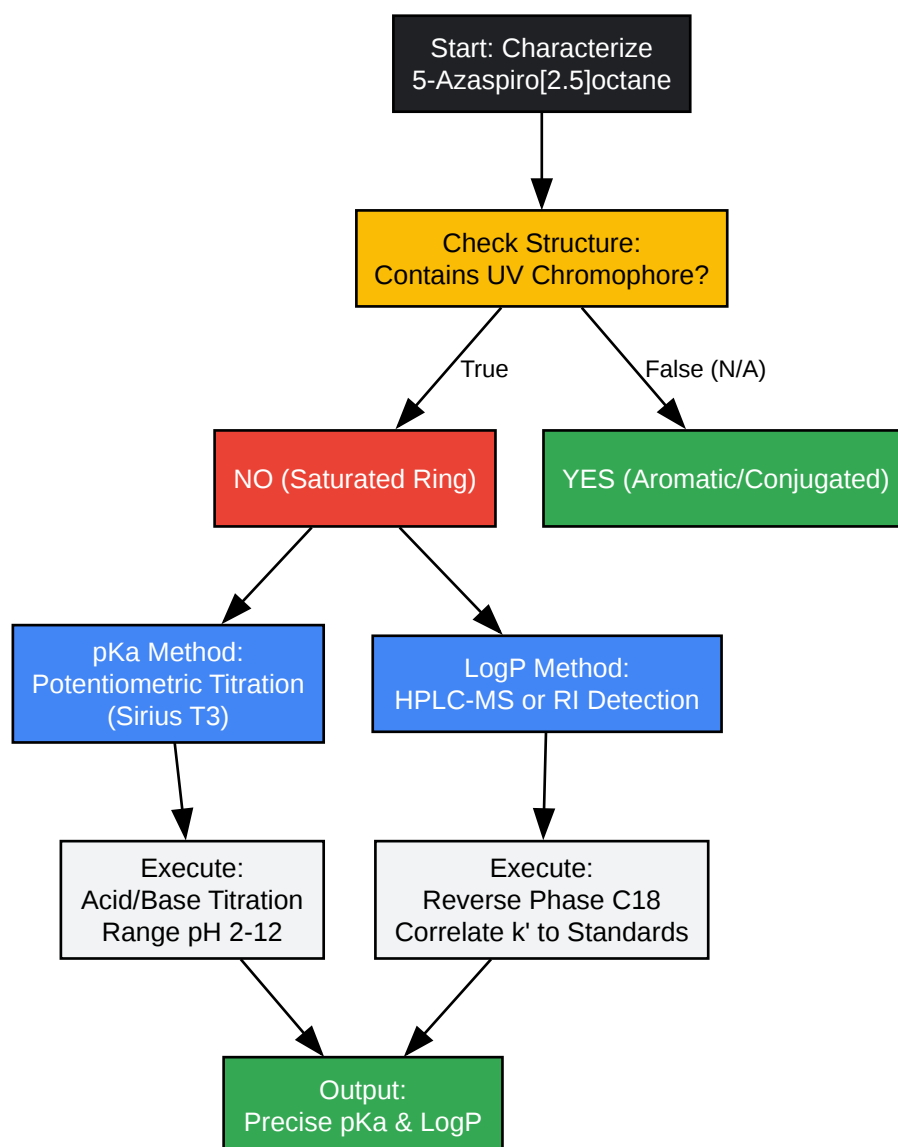 Start: Characterize
5-Azaspiro[2.5]octane
Check Structure:
Contains UV Chromophore?
True
False (N/A)
NO (Saturated Ring)
YES (Aromatic/Conjugated)
pKa Method:
Potentiometric Titration
(Sirius T3)
LogP Method:
HPLC-MS or RI Detection
Execute:
Acid/Base Titration
Range pH 2-12
Execute:
Reverse Phase C18
Correlate k' to Standards
Output:
Precise pKa & LogP